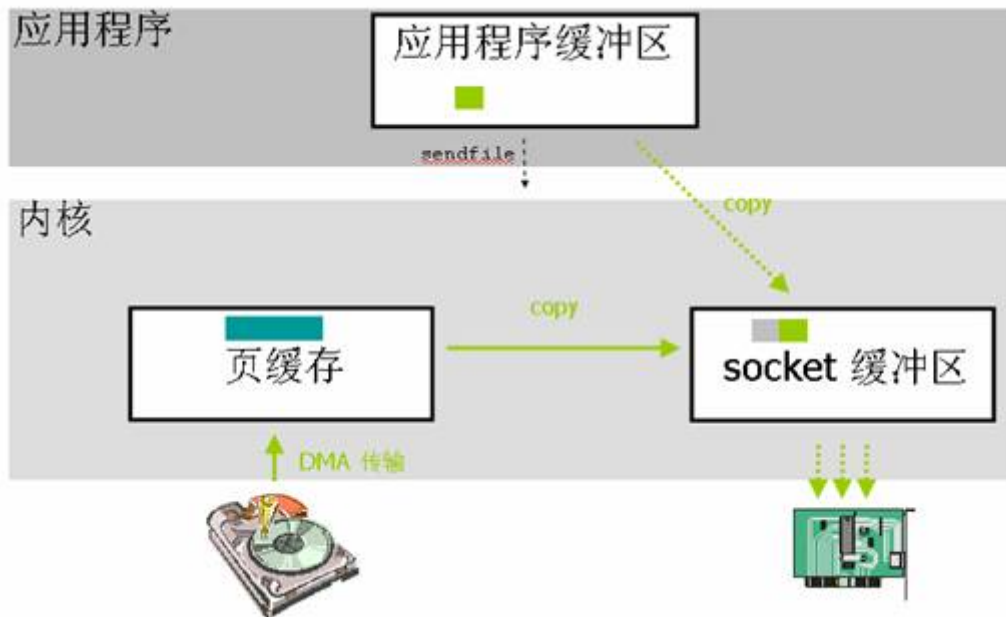 应用程序
应用程序缓冲区
sendfile
copy
内核
copy
页缓存
socket 缓冲区
DMA 传输